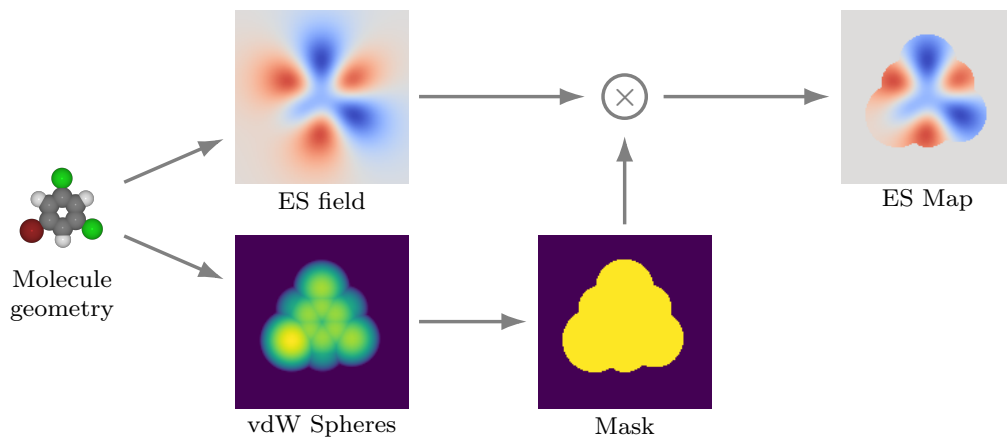 ES field
ES Map
Molecule
geometry
vdW Spheres
Mask